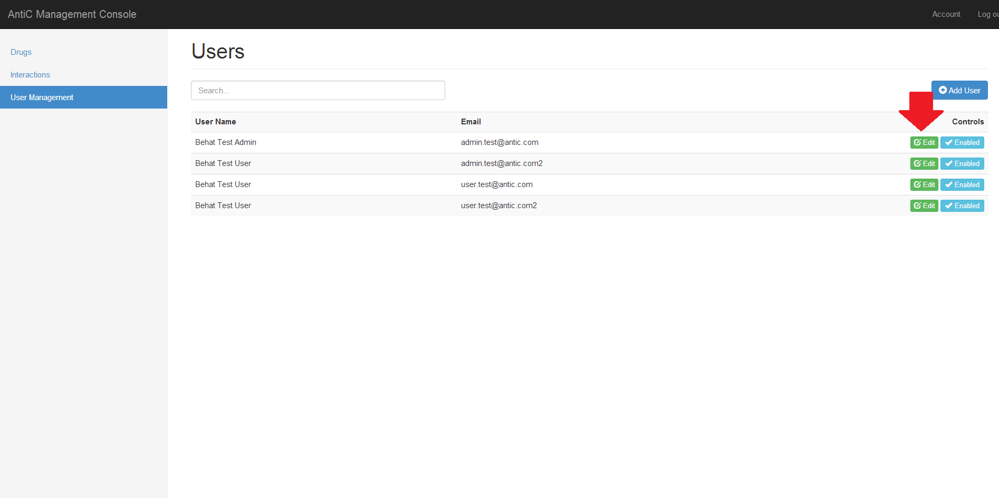 AntiC Management Console Account Log ou
Drugs
Interactions
User Management
Users
Search...
Add User
User Name Email Controls
Behat Test Admin admin.test@antic.com Edit Enabled
Behat Test User admin.test@antic.com2 Edit Enabled
Behat Test User user.test@antic.com Edit Enabled
Behat Test User user.test@antic.com2 Edit Enabled